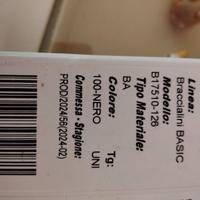 Linea:
Braccialini BASIC
Modello:
B17510-126
Tipo Materiale:
BA
Colore: Tg:
100-NERO UNI
Commessa - Stagione:
PROD/2024/56(2024-02)